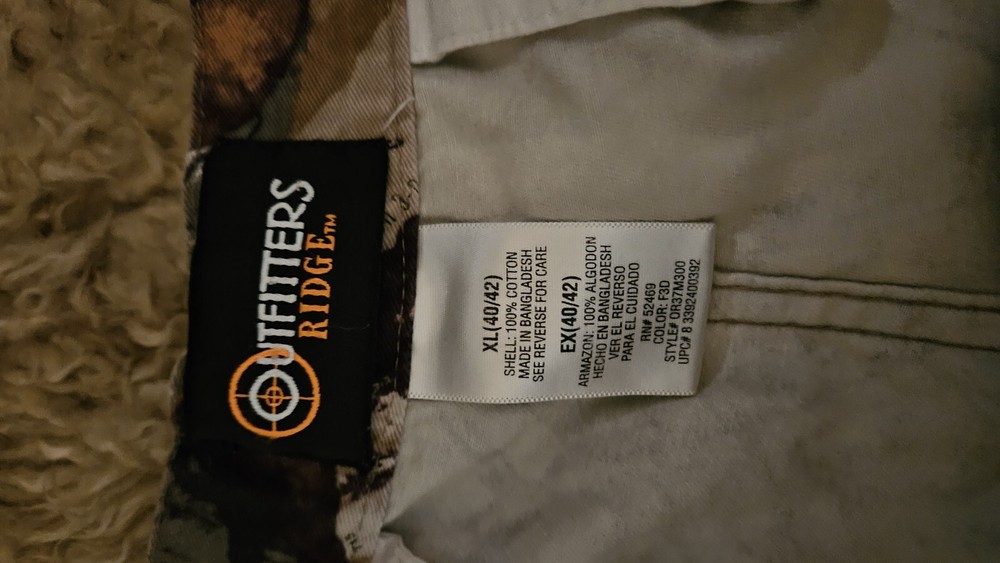 OUTFITTERS
RIDGE™
XL(40/42)
SHELL: 100% COTTON
MADE IN BANGLADESH
SEE REVERSE FOR CARE
EX(40/42)
ARMAZON: 100% ALGODON
HECHO EN BANGLADESH
VER EL REVERSO
PARA EL CUIDADO
RN# 52469
COLOR: F3D
STYLE# OR37M300
UPC# 8 3392400392